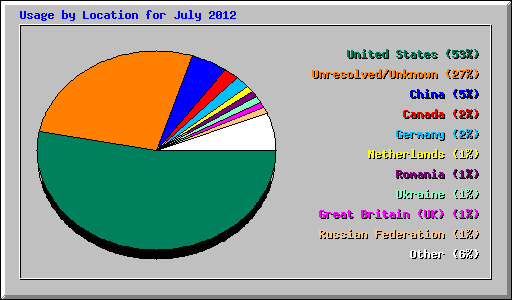 Usage by Location for July 2012
United States (53%)
Unresolved/Unknown (27%)
China (5%)
Canada (2%)
Germany (2%)
Netherlands (1%)
Romania (1%)
Ukraine (1%)
Great Britain (UK) (1%)
Russian Federation (1%)
Other (6%)